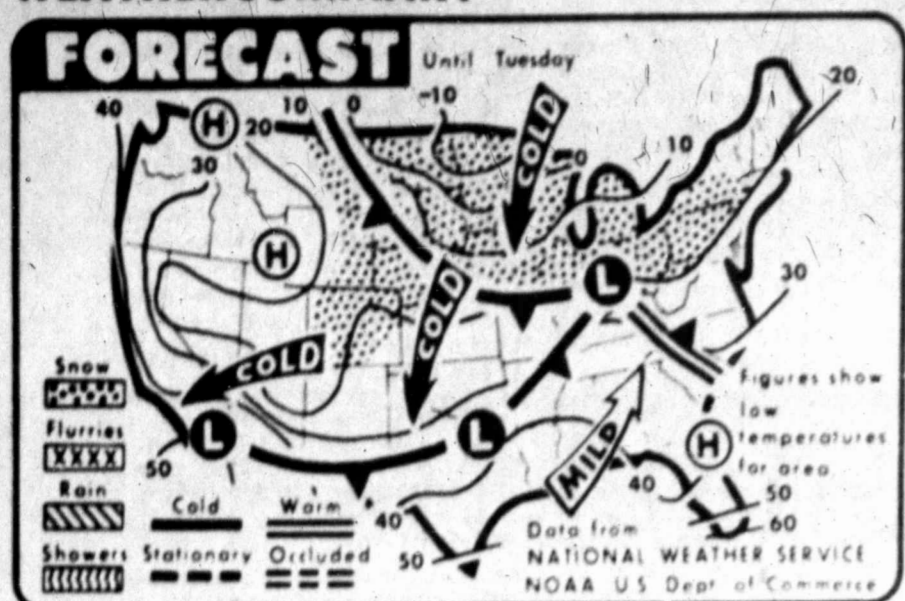 FORECAST
Until Tuesday
40
H
20
10
0
-10
COLD
10
20
30
H
COLD
L
30
COLD
L
L
MILD
H
Figures show
low
temperatures
for area
50
40
50
40
50
60
Snow
Flurries
Rain
Showers
Cold
Warm
Stationary
Occluded
Data from
NATIONAL WEATHER SERVICE
NOAA U S Dept of Commerce